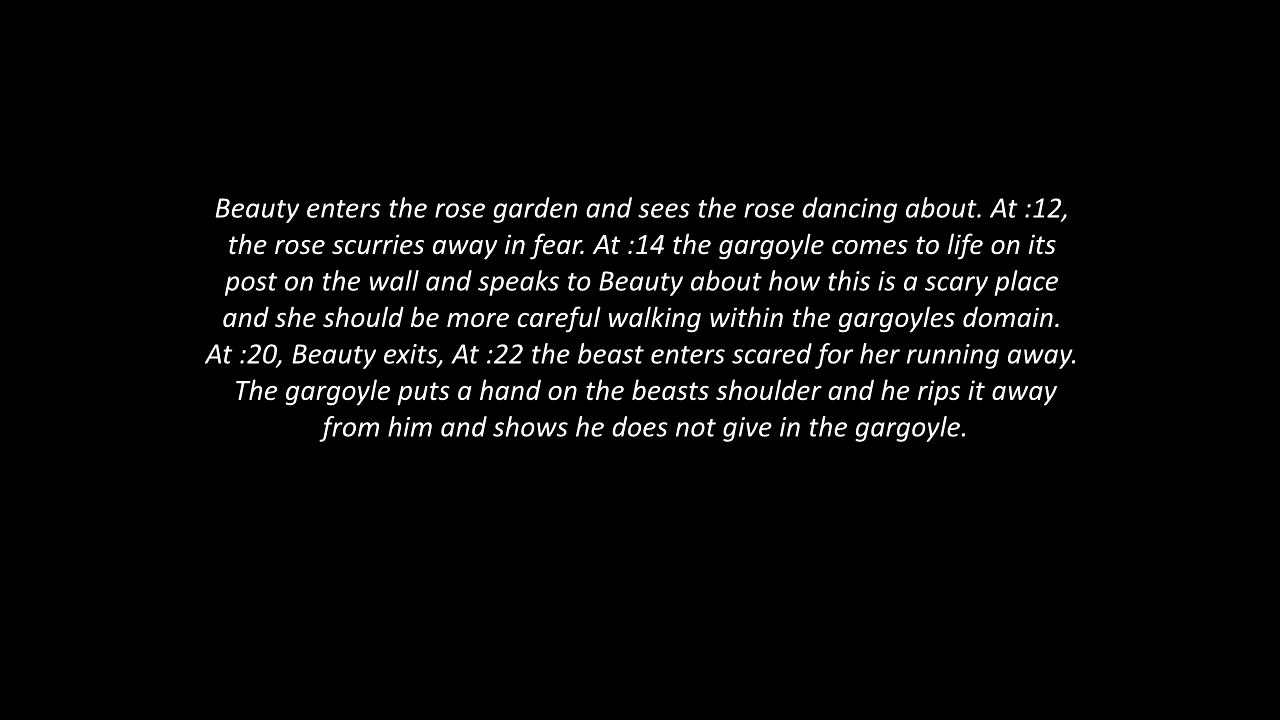 Beauty enters the rose garden and sees the rose dancing about. At :12,
the rose scurries away in fear. At :14 the gargoyle comes to life on its
post on the wall and speaks to Beauty about how this is a scary place
and she should be more careful walking within the gargoyles domain.
At :20, Beauty exits, At :22 the beast enters scared for her running away.
The gargoyle puts a hand on the beasts shoulder and he rips it away
from him and shows he does not give in the gargoyle.